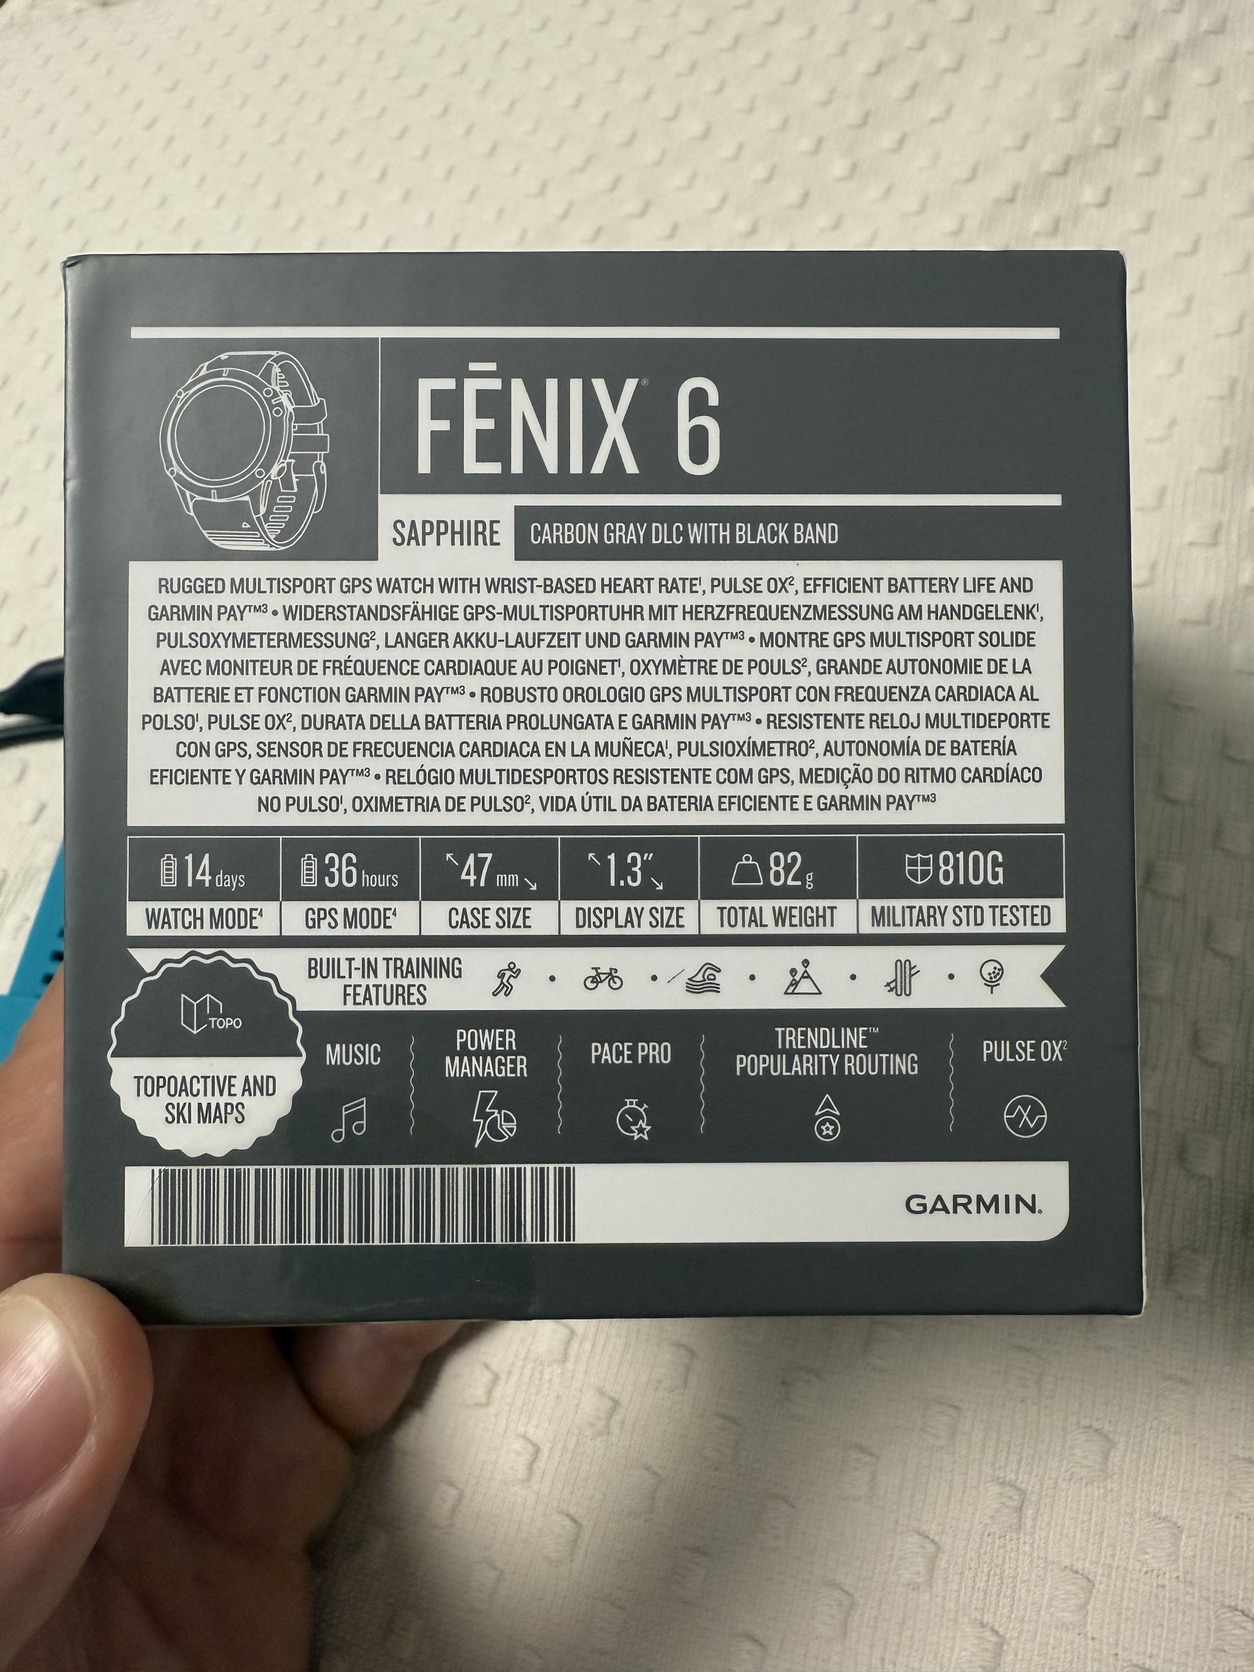 FĒNIX® 6
SAPPHIRE
CARBON GRAY DLC WITH BLACK BAND
RUGGED MULTISPORT GPS WATCH WITH WRIST-BASED HEART RATE¹, PULSE OX², EFFICIENT BATTERY LIFE AND
GARMIN PAY™³ • WIDERSTANDSFÄHIGE GPS-MULTISPORTUHR MIT HERZFREQUENZMESSUNG AM HANDGELENK¹,
PULSOXYMETERMESSUNG², LANGER AKKU-LAUFZEIT UND GARMIN PAY™³ • MONTRE GPS MULTISPORT SOLIDE
AVEC MONITEUR DE FRÉQUENCE CARDIAQUE AU POIGNET¹, OXYMÈTRE DE POULS², GRANDE AUTONOMIE DE LA
BATTERIE ET FONCTION GARMIN PAY™³ • ROBUSTO OROLOGIO GPS MULTISPORT CON FREQUENZA CARDIACA AL
POLSO¹, PULSE OX², DURATA DELLA BATTERIA PROLUNGATA E GARMIN PAY™³ • RESISTENTE RELOJ MULTIDEPORTE
CON GPS, SENSOR DE FRECUENCIA CARDIACA EN LA MUÑECA¹, PULSIOXÍMETRO², AUTONOMÍA DE BATERÍA
EFICIENTE Y GARMIN PAY™³ • RELÓGIO MULTIDESPORTOS RESISTENTE COM GPS, MEDIÇÃO DO RITMO CARDÍACO
NO PULSO¹, OXIMETRIA DE PULSO², VIDA ÚTIL DA BATERIA EFICIENTE E GARMIN PAY™³
14 days
WATCH MODE⁴
36 hours
GPS MODE⁴
47 mm
CASE SIZE
1.3"
DISPLAY SIZE
82 g
TOTAL WEIGHT
810G
MILITARY STD TESTED
BUILT-IN TRAINING
FEATURES
TOPO
TOPOACTIVE AND
SKI MAPS
MUSIC
POWER
MANAGER
PACE PRO
TRENDLINE™
POPULARITY ROUTING
PULSE OX²
GARMIN®